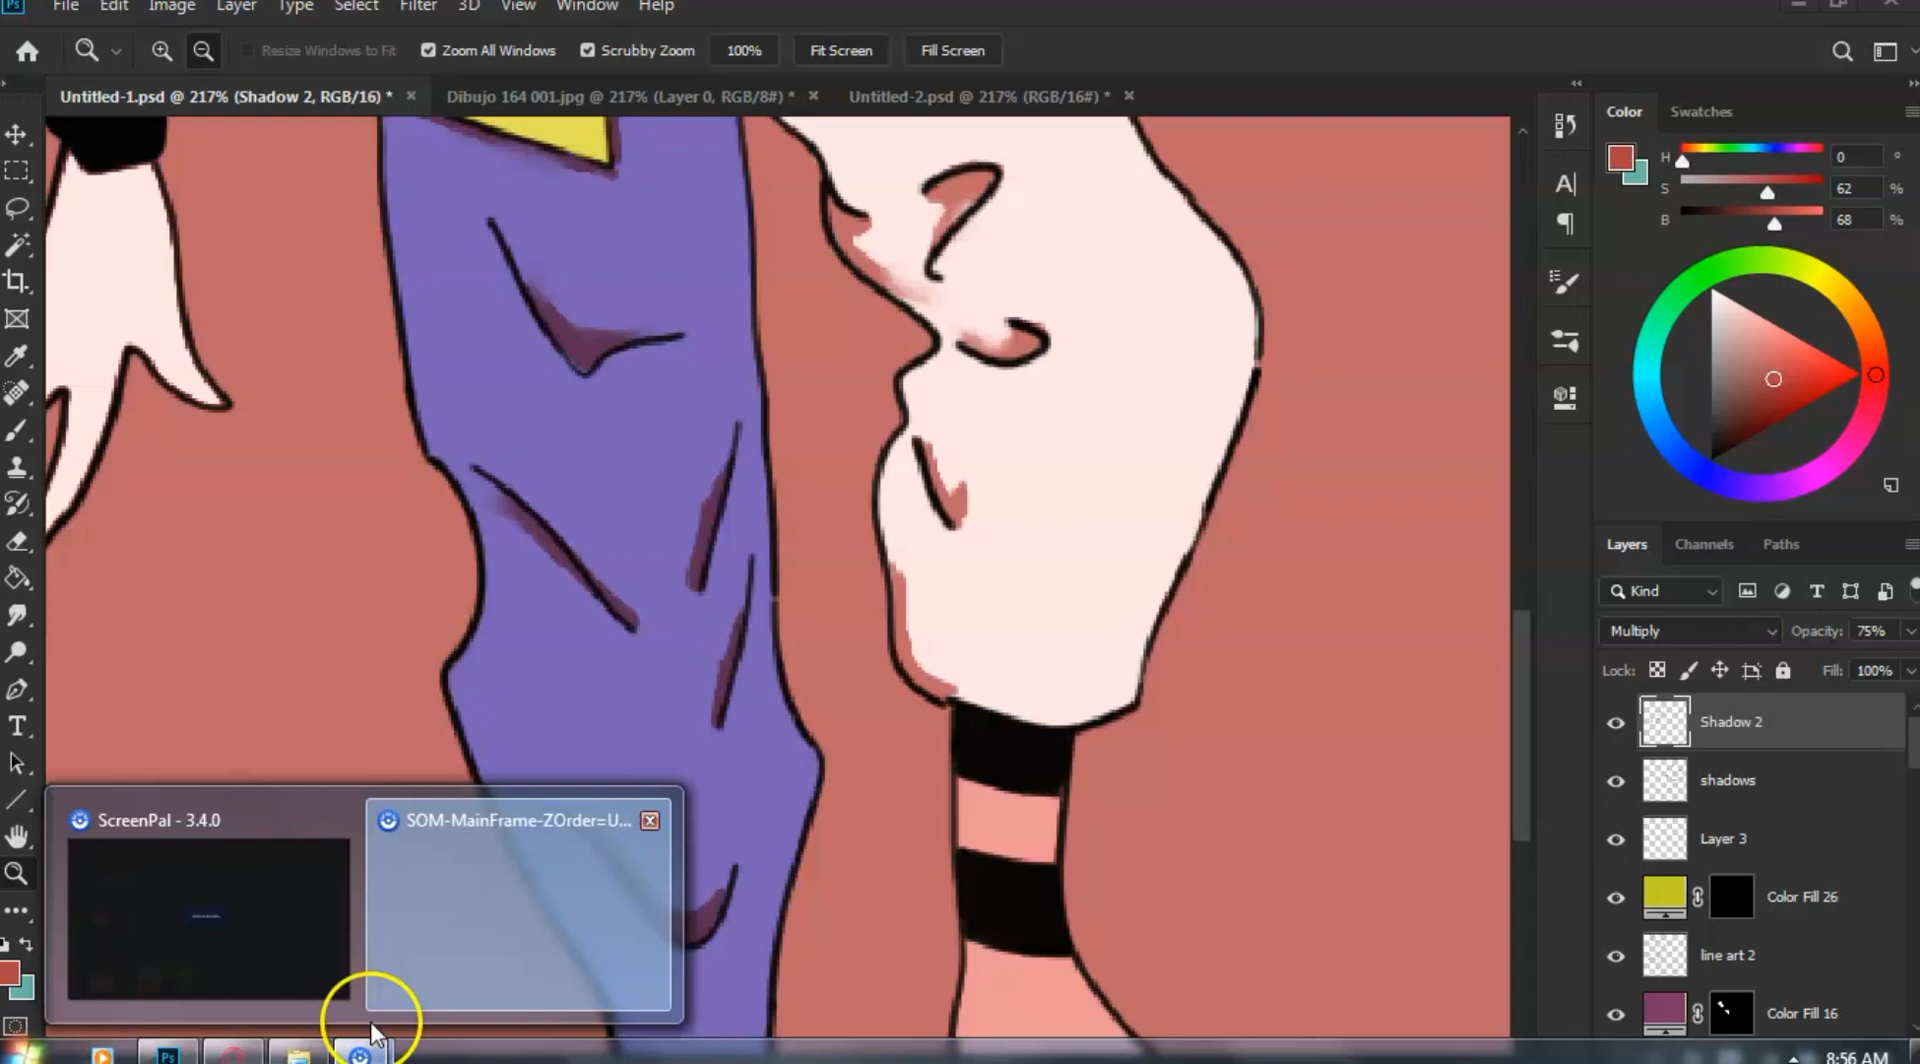 Ps File Edit Image Layer Type Select Filter 3D View Window Help
Resize Windows to Fit Zoom All Windows Scrubby Zoom 100% Fit Screen Fill Screen
Untitled-1.psd @ 217% (Shadow 2, RGB/16) * Dibujo 164 001.jpg @ 217% (Layer 0, RGB/8#) * Untitled-2.psd @ 217% (RGB/16#) *
Color Swatches
H 0 °
S 62 %
B 68 %
Layers Channels Paths
Kind
Multiply Opacity: 75%
Lock: Fill: 100%
Shadow 2
shadows
Layer 3
Color Fill 26
line art 2
Color Fill 16
ScreenPal - 3.4.0 SOM-MainFrame-ZOrder=U...
Ps 8:56 AM